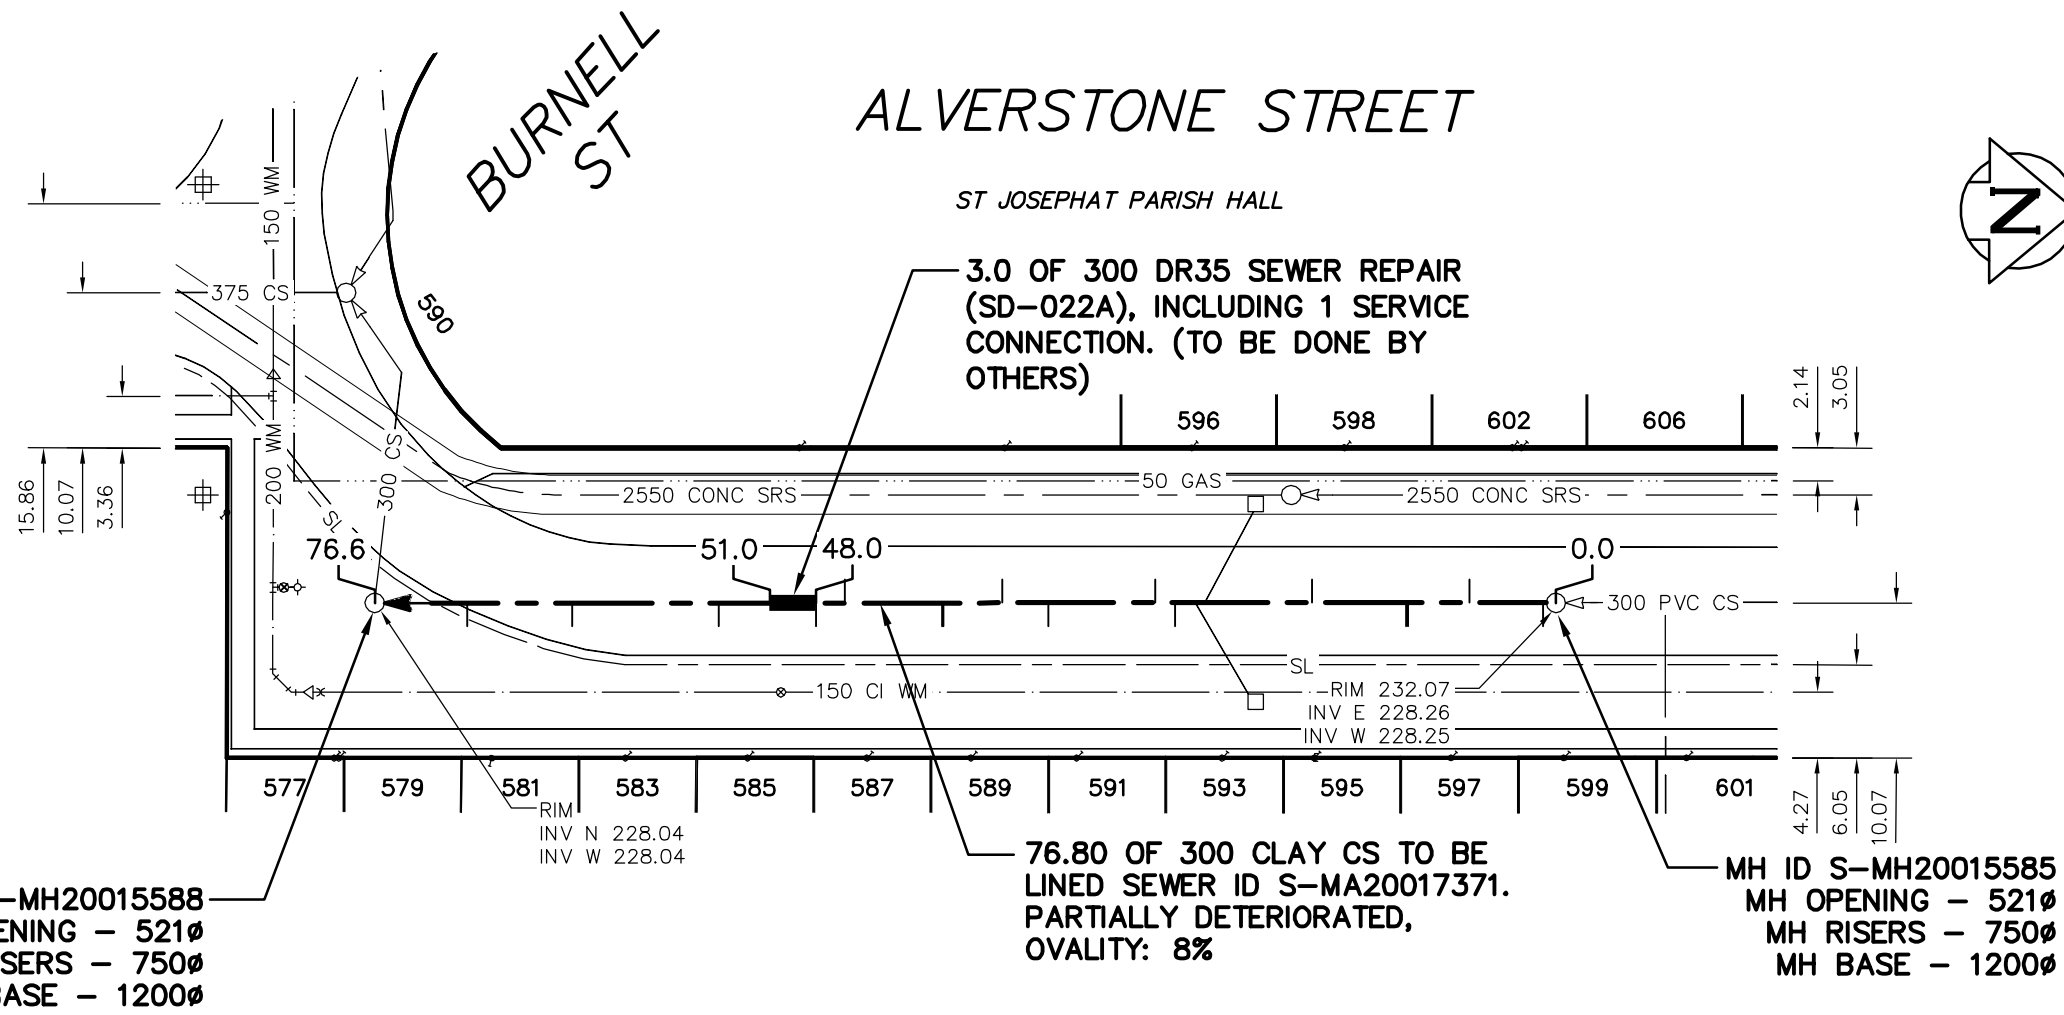 BURNELL
ST
ALVERSTONE STREET
ST JOSEPHAT PARISH HALL
N
3.0 OF 300 DR35 SEWER REPAIR
(SD-022A), INCLUDING 1 SERVICE
CONNECTION. (TO BE DONE BY
OTHERS)
150 WM
375 CS
590
596
598
602
606
2.14
3.05
200 WM
300 CS
SL
15.86
10.07
3.36
2550 CONC SRS
50 GAS
2550 CONC SRS
76.6
51.0
48.0
0.0
300 PVC CS
SL
150 CI WM
RIM 232.07
INV E 228.26
INV W 228.25
577
579
581
583
585
587
589
591
593
595
597
599
601
4.27
6.05
10.07
RIM
INV N 228.04
INV W 228.04
76.80 OF 300 CLAY CS TO BE
LINED SEWER ID S-MA20017371.
PARTIALLY DETERIORATED,
OVALITY: 8%
-MH20015588
ENING - 521ø
SERS - 750ø
BASE - 1200ø
MH ID S-MH20015585
MH OPENING - 521ø
MH RISERS - 750ø
MH BASE - 1200ø